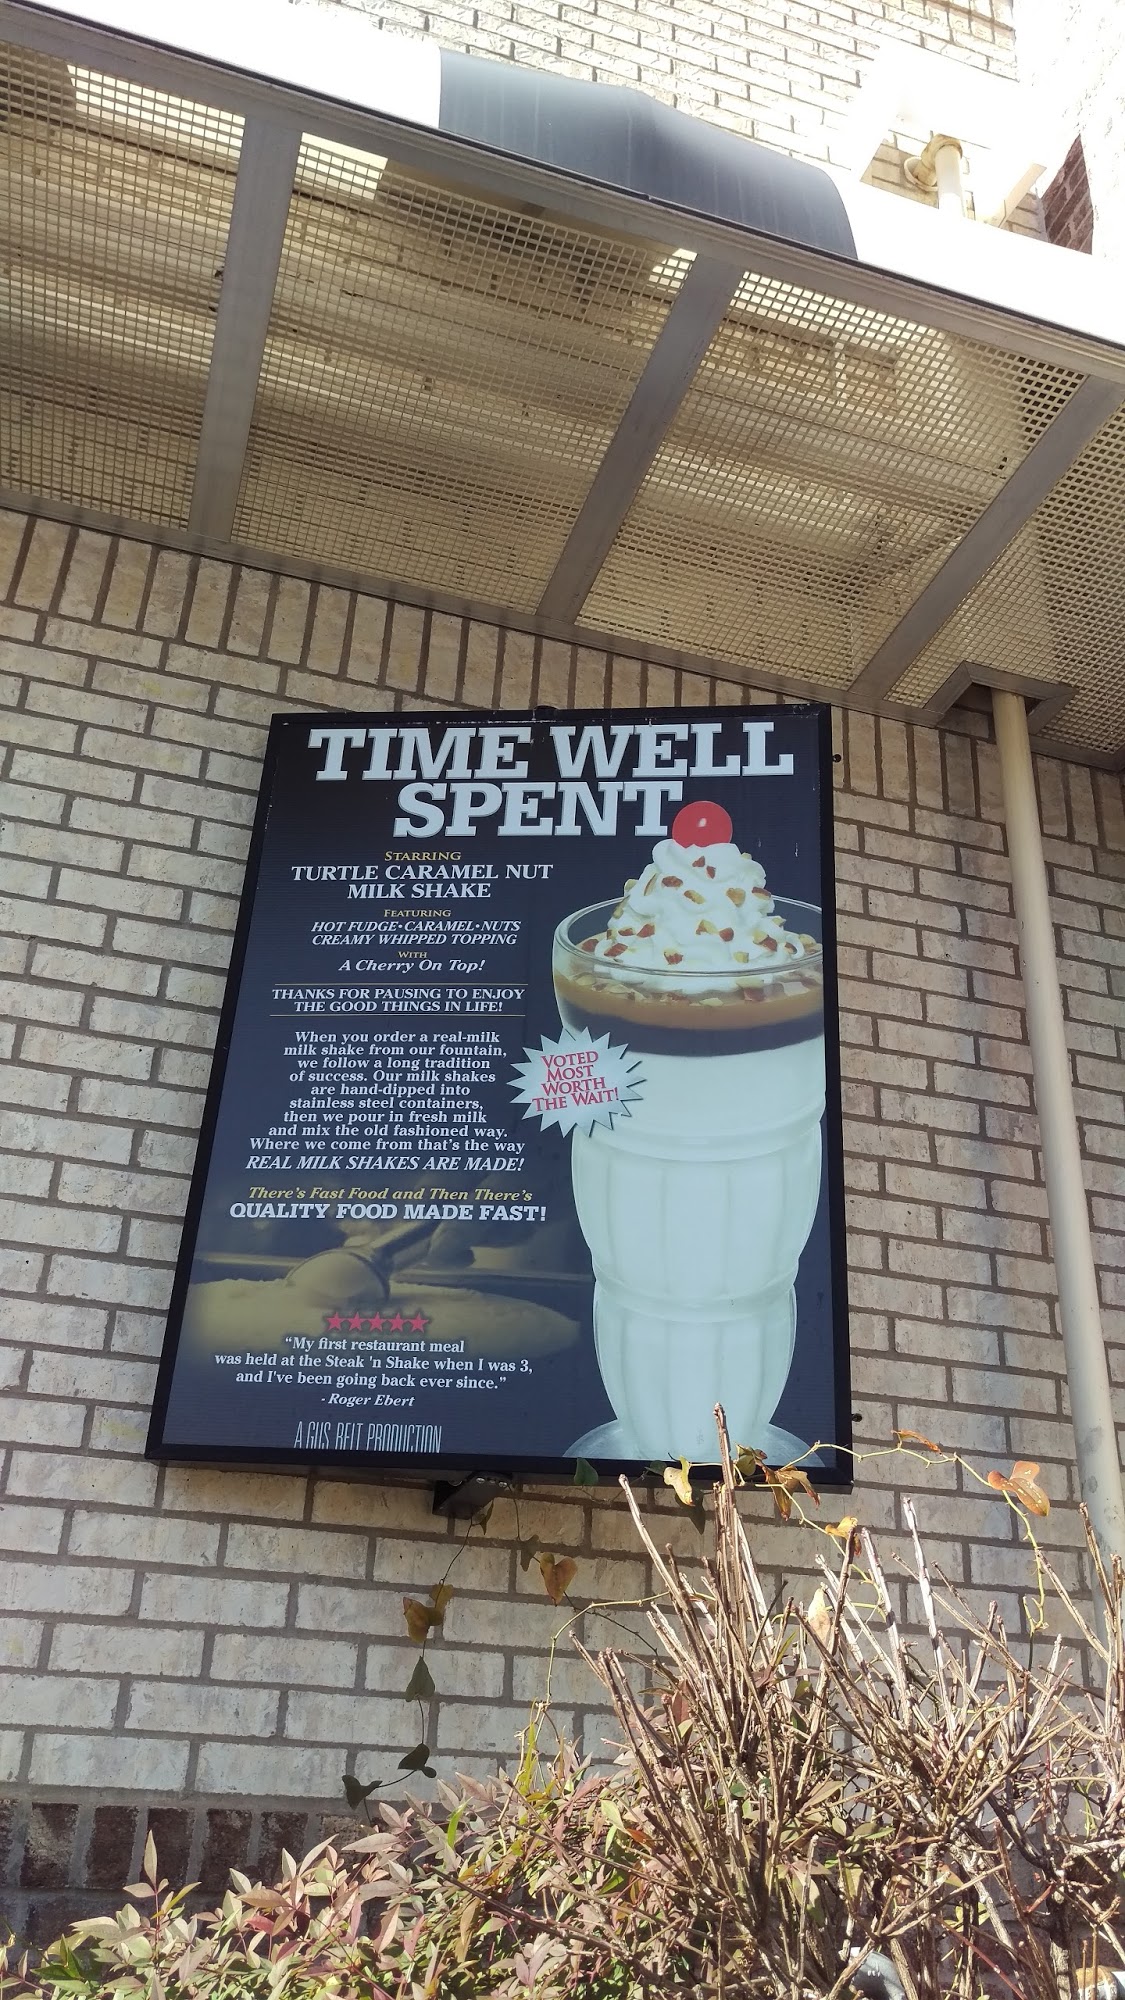 TIME WELL
SPENT
STARRING
TURTLE CARAMEL NUT
MILK SHAKE
FEATURING
HOT FUDGE•CARAMEL•NUTS
CREAMY WHIPPED TOPPING
WITH
A Cherry On Top!
THANKS FOR PAUSING TO ENJOY
THE GOOD THINGS IN LIFE!
When you order a real-milk
milk shake from our fountain,
we follow a long tradition
of success. Our milk shakes
are hand-dipped into
stainless steel containers,
then we pour in fresh milk
and mix the old fashioned way.
Where we come from that's the way
REAL MILK SHAKES ARE MADE!
VOTED
MOST
WORTH
THE WAIT!
There's Fast Food and Then There's
QUALITY FOOD MADE FAST!
★★★★★
"My first restaurant meal
was held at the Steak 'n Shake when I was 3,
and I've been going back ever since."
- Roger Ebert
A GUS BELT PRODUCTION